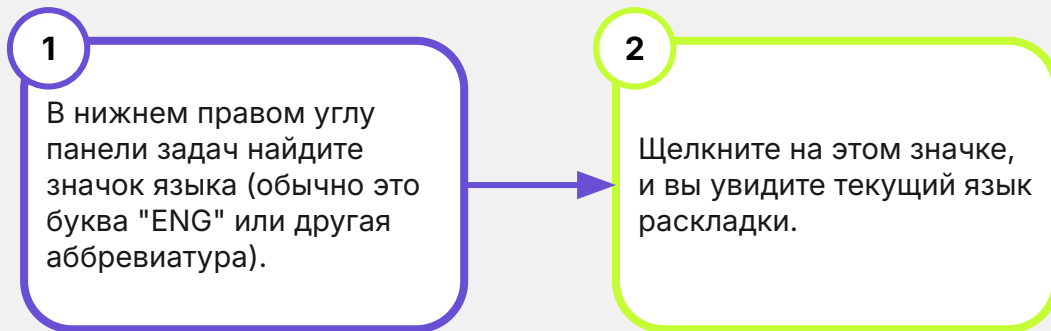 1
В нижнем правом углу
панели задач найдите
значок языка (обычно это
буква "ENG" или другая
аббревиатура).
2
Щелкните на этом значке,
и вы увидите текущий язык
раскладки.